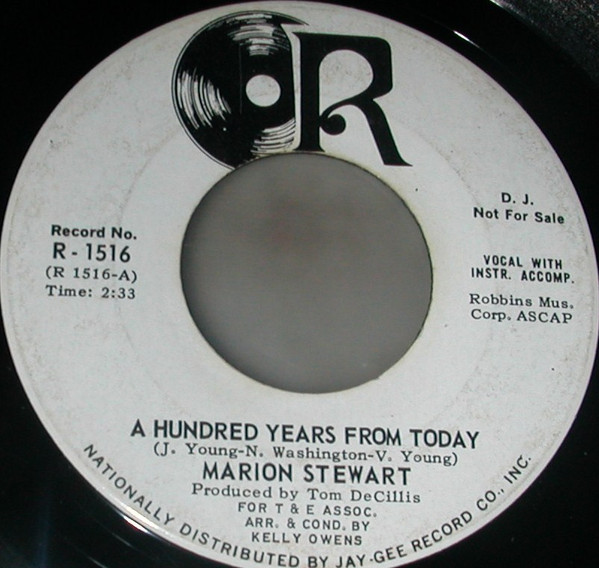 R
Record No.
R - 1516
(R 1516-A)
Time: 2:33
D. J.
Not For Sale
VOCAL WITH
INSTR. ACCOMP.
Robbins Mus.
Corp. ASCAP
A HUNDRED YEARS FROM TODAY
(J. Young-N. Washington-V. Young)
MARION STEWART
Produced by Tom DeCillis
FOR T & E ASSOC.
ARR. & COND. BY
KELLY OWENS
NATIONALLY DISTRIBUTED BY JAY-GEE RECORD CO., INC.